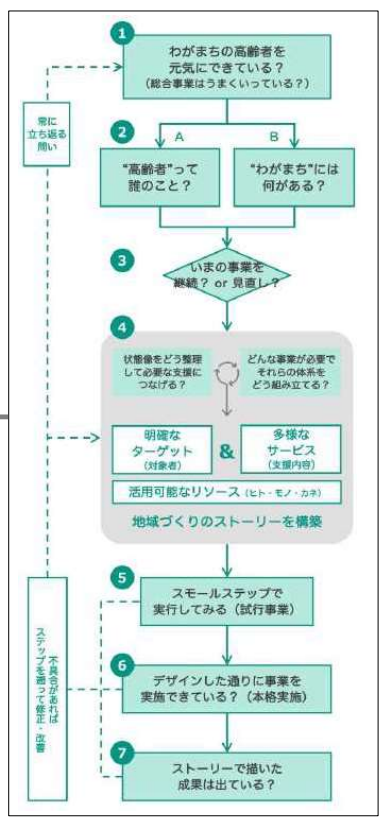 1
わがまちの高齢者を
元気にできている？
（総合事業はうまくいっている？）
常に
立ち返る
問い
2
A
B
“高齢者”って
誰のこと？
“わがまち”には
何がある？
3
いまの事業を
継続？ or 見直し？
4
状態像をどう整理
して必要な支援に
つなげる？
どんな事業が必要で
それらの体系を
どう組み立てる？
明確な
ターゲット
（対象者）
&
多様な
サービス
（支援内容）
活用可能なリソース（ヒト・モノ・カネ）
地域づくりのストーリーを構築
5
スモールステップで
実行してみる（試行事業）
不具合があれば
ステップを遡って修正・改善
6
デザインした通りに事業を
実施できている？（本格実施）
7
ストーリーで描いた
成果は出ている？